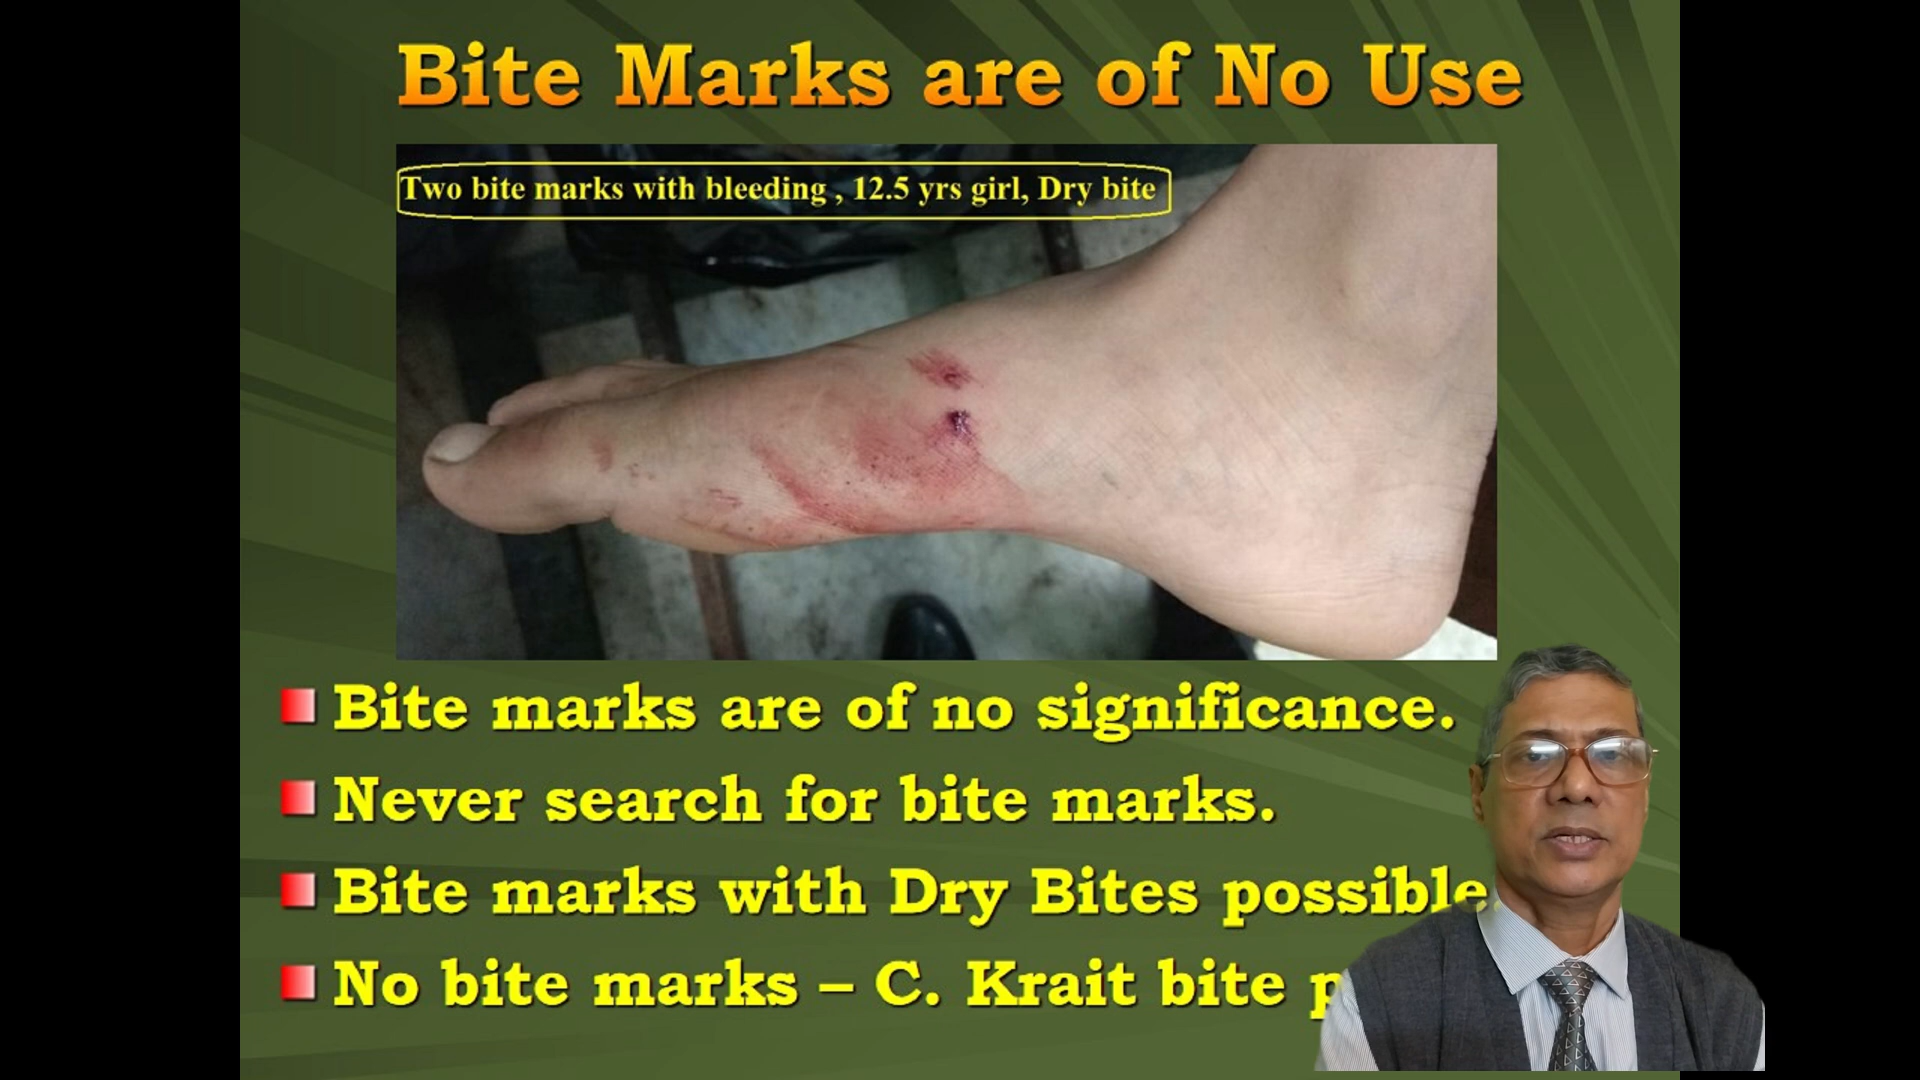 Bite Marks are of No Use
Two bite marks with bleeding , 12.5 yrs girl, Dry bite
Bite marks are of no significance.
Never search for bite marks.
Bite marks with Dry Bites possible.
No bite marks – C. Krait bite